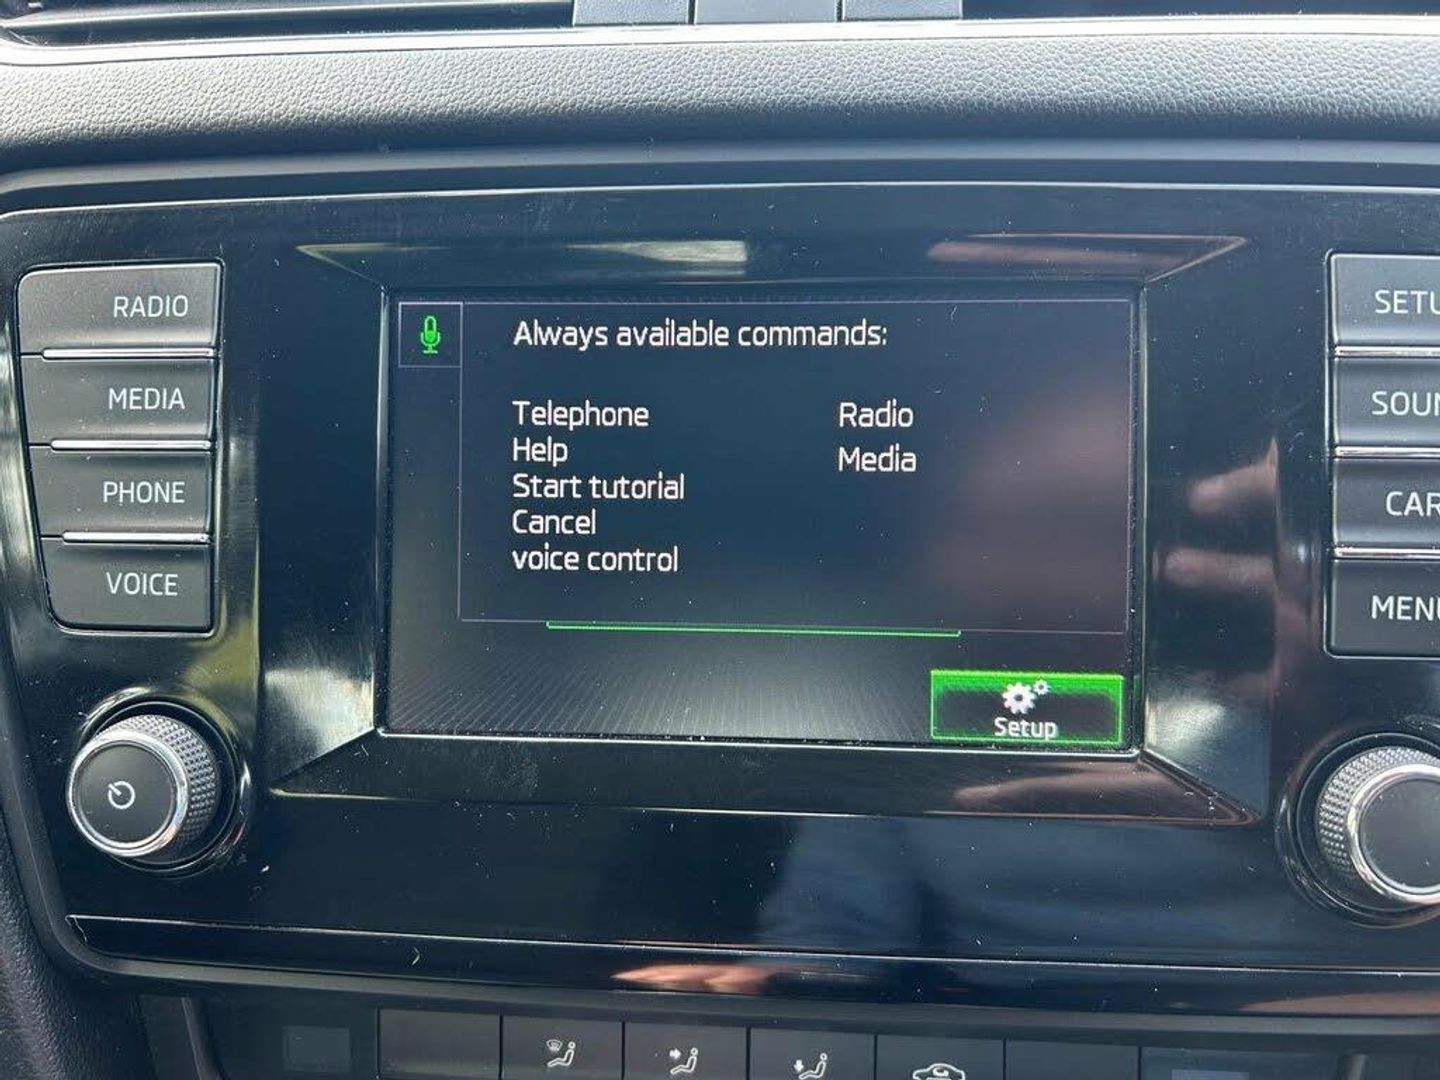 RADIO
MEDIA
PHONE
VOICE
Always available commands:
Telephone
Help
Start tutorial
Cancel
voice control
Radio
Media
Setup
SETU
SOUN
CAR
MENU